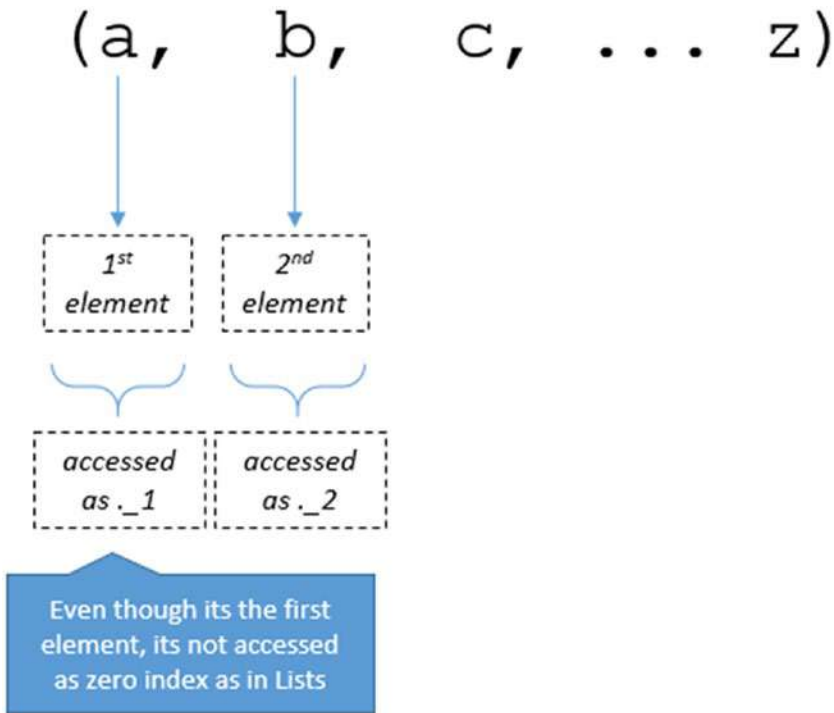 (a, b, c, ... z)
1st 2nd
element element
accessed accessed
as ._1 as ._2
Even though its the first
element, its not accessed
as zero index as in Lists